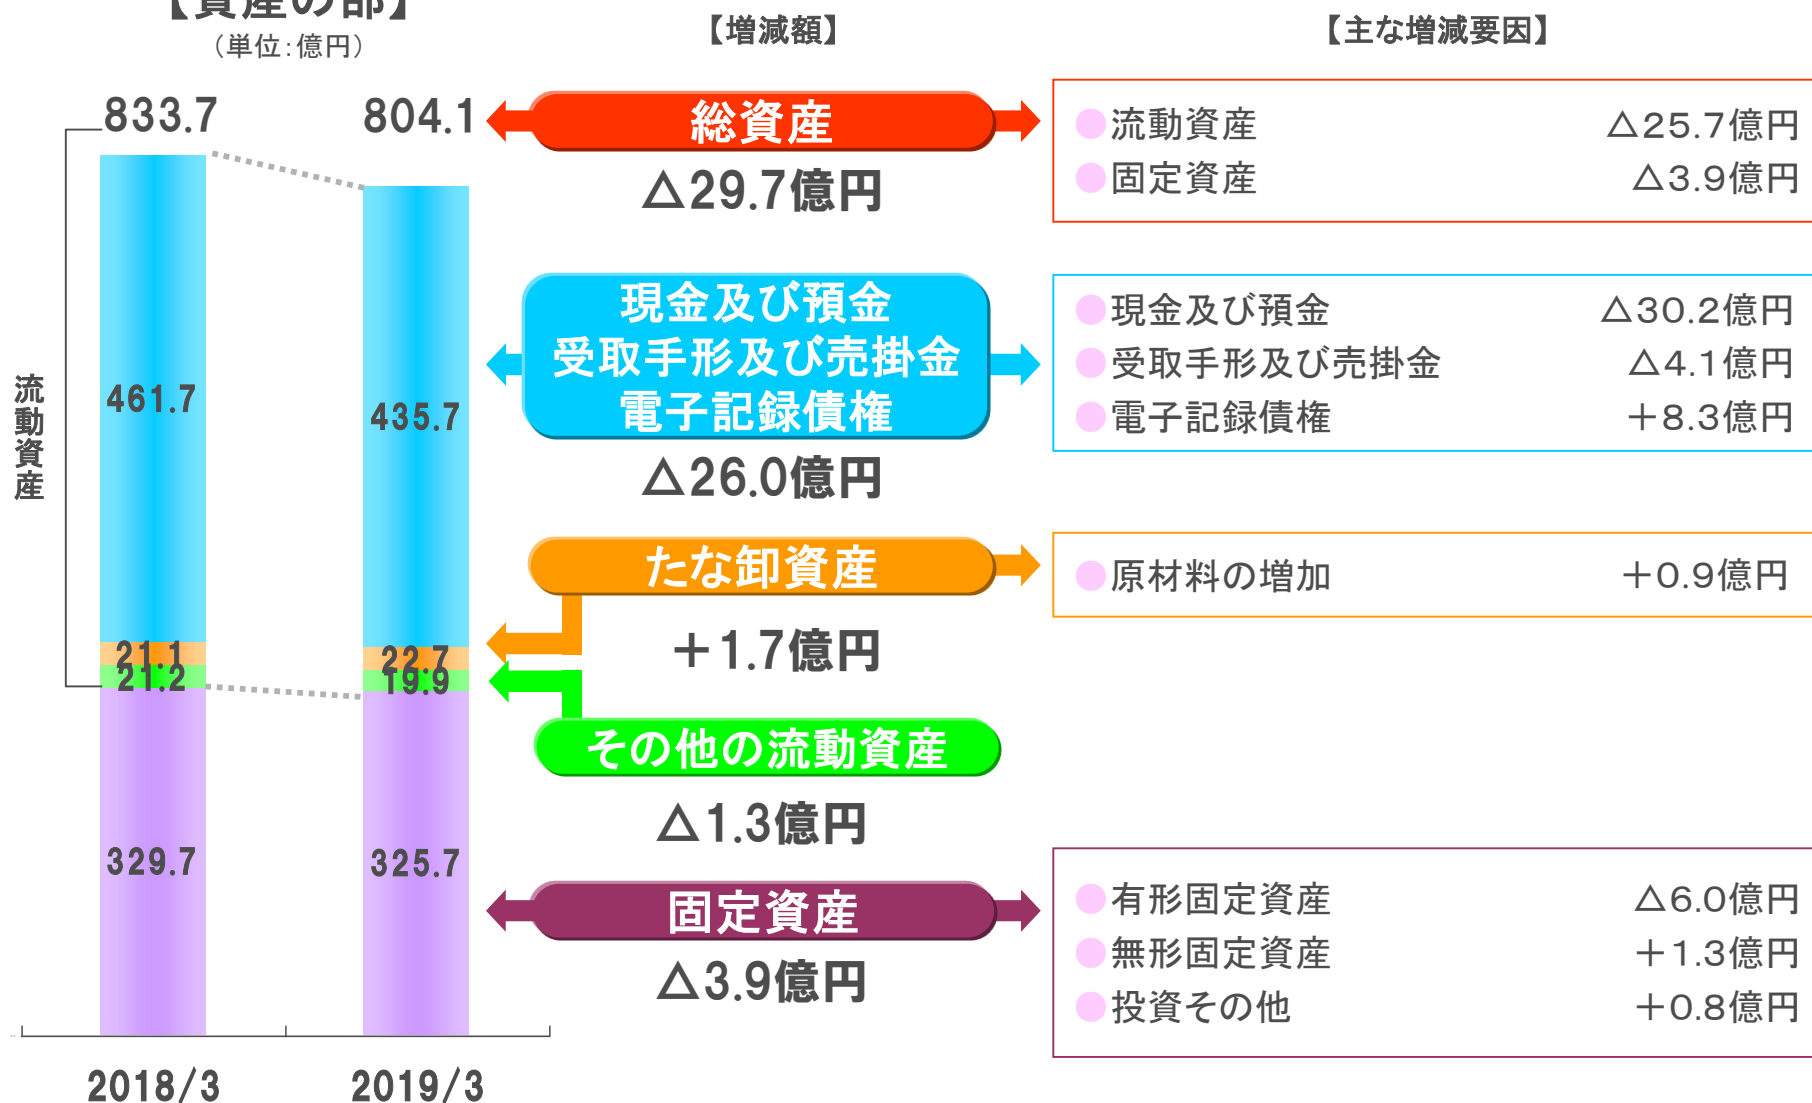 【資産の部】
（単位：億円）
【増減額】
【主な増減要因】
833.7
804.1
総資産
△29.7億円
●流動資産 △25.7億円
●固定資産 △3.9億円
流動資産
461.7
435.7
現金及び預金
受取手形及び売掛金
電子記録債権
△26.0億円
●現金及び預金 △30.2億円
●受取手形及び売掛金 △4.1億円
●電子記録債権 ＋8.3億円
21.1
22.7
たな卸資産
＋1.7億円
●原材料の増加 ＋0.9億円
21.2
19.9
その他の流動資産
△1.3億円
329.7
325.7
固定資産
△3.9億円
●有形固定資産 △6.0億円
●無形固定資産 ＋1.3億円
●投資その他 ＋0.8億円
2018/3
2019/3